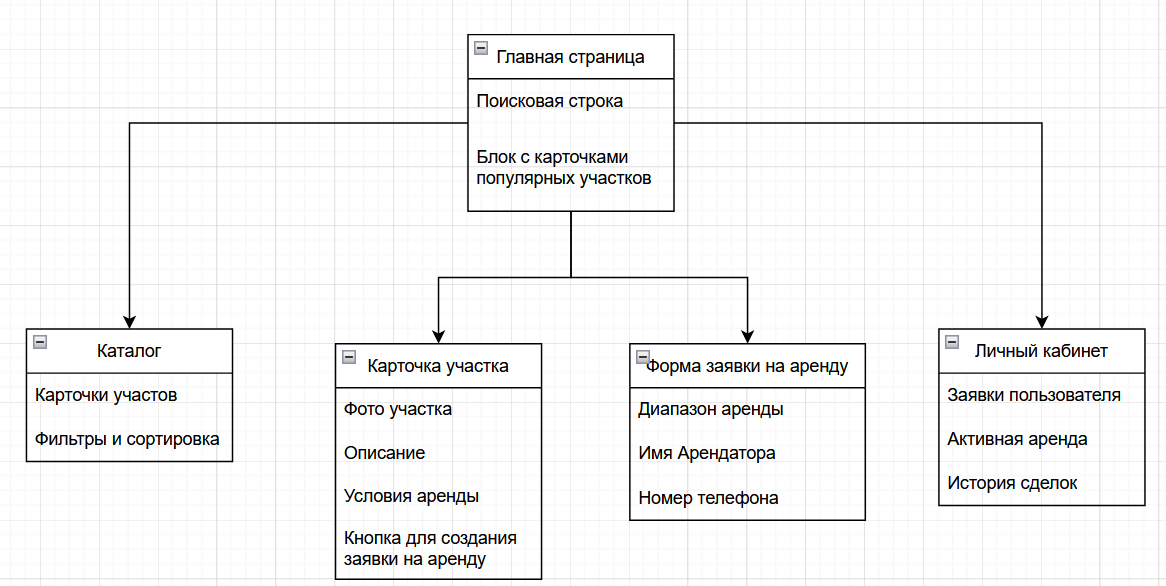 Главная страница
Поисковая строка
Блок с карточками
популярных участков
Каталог
Карточки участов
Фильтры и сортировка
Карточка участка
Фото участка
Описание
Условия аренды
Кнопка для создания
заявки на аренду
Форма заявки на аренду
Диапазон аренды
Имя Арендатора
Номер телефона
Личный кабинет
Заявки пользователя
Активная аренда
История сделок